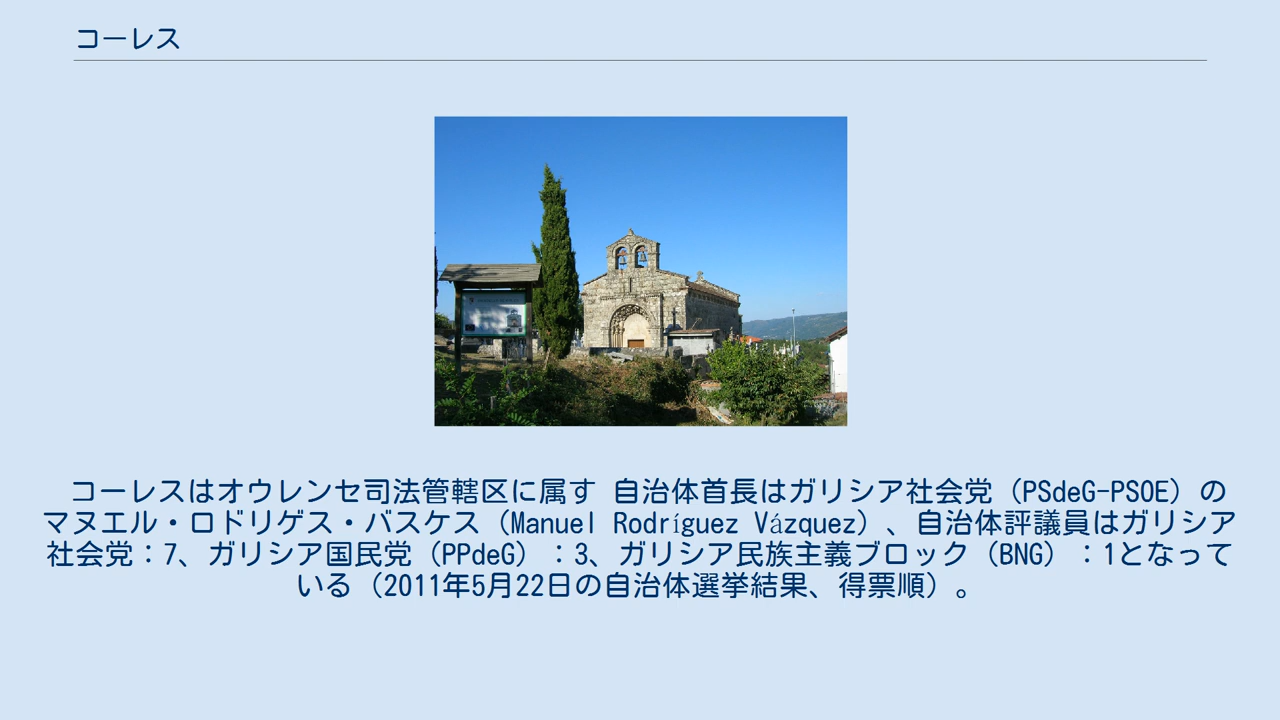 コーレス
コーレスはオウレンセ司法管轄区に属す 自治体首長はガリシア社会党（PSdeG-PSOE）の
マヌエル・ロドリゲス・バスケス（Manuel Rodríguez Vázquez）、自治体評議員はガリシア
社会党：7、ガリシア国民党（PPdeG）：3、ガリシア民族主義ブロック（BNG）：1となって
いる（2011年5月22日の自治体選挙結果、得票順）。